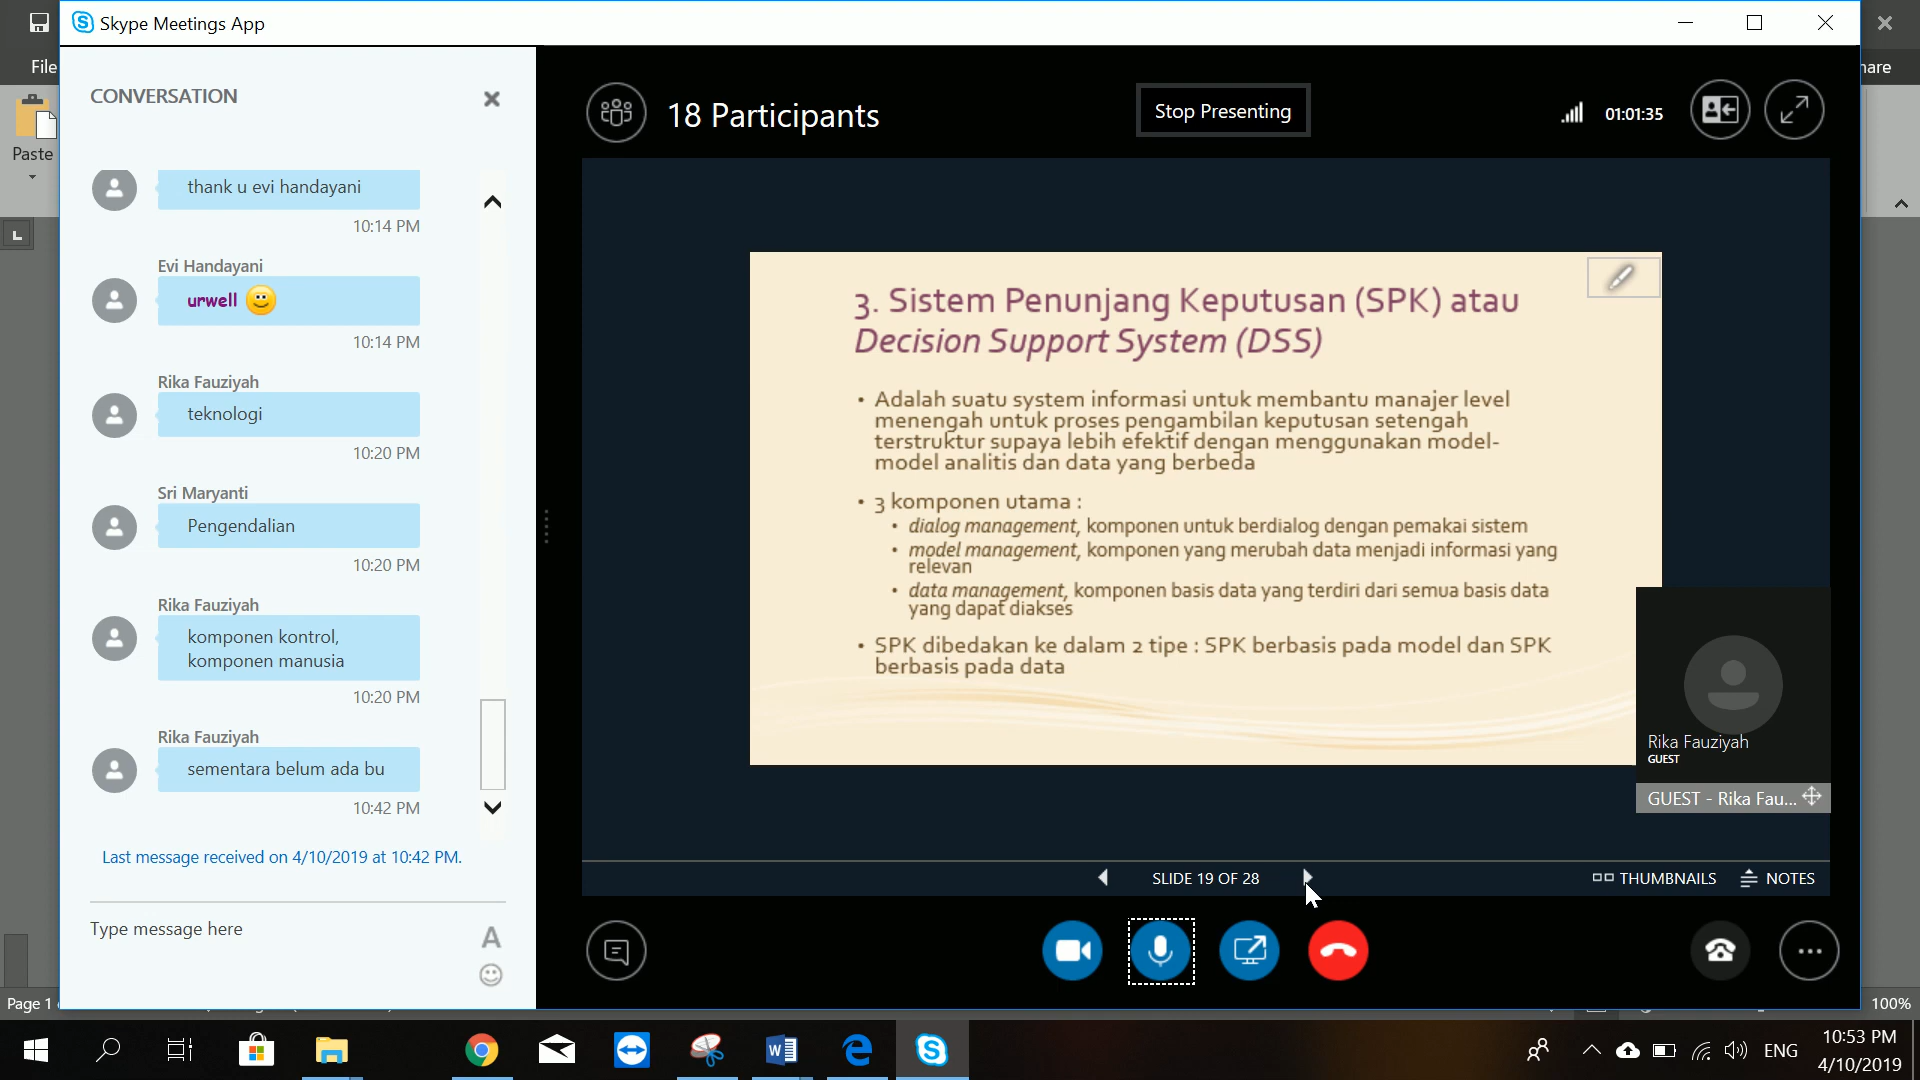 Skype Meetings App
File
hare
Paste
CONVERSATION
thank u evi handayani
10:14 PM
Evi Handayani
urwell
10:14 PM
Rika Fauziyah
teknologi
10:20 PM
Sri Maryanti
Pengendalian
10:20 PM
Rika Fauziyah
komponen kontrol,
komponen manusia
10:20 PM
Rika Fauziyah
sementara belum ada bu
10:42 PM
Last message received on 4/10/2019 at 10:42 PM.
Type message here
A
18 Participants
Stop Presenting
01:01:35
3. Sistem Penunjang Keputusan (SPK) atau
Decision Support System (DSS)
• Adalah suatu system informasi untuk membantu manajer level
menengah untuk proses pengambilan keputusan setengah
terstruktur supaya lebih efektif dengan menggunakan model-
model analitis dan data yang berbeda
• 3 komponen utama :
• dialog management, komponen untuk berdialog dengan pemakai sistem
• model management, komponen yang merubah data menjadi informasi yang
relevan
• data management, komponen basis data yang terdiri dari semua basis data
yang dapat diakses
• SPK dibedakan ke dalam 2 tipe : SPK berbasis pada model dan SPK
berbasis pada data
Rika Fauziyah
GUEST
GUEST - Rika Fau...
SLIDE 19 OF 28
THUMBNAILS
NOTES
Page 1
100%
ENG
10:53 PM
4/10/2019